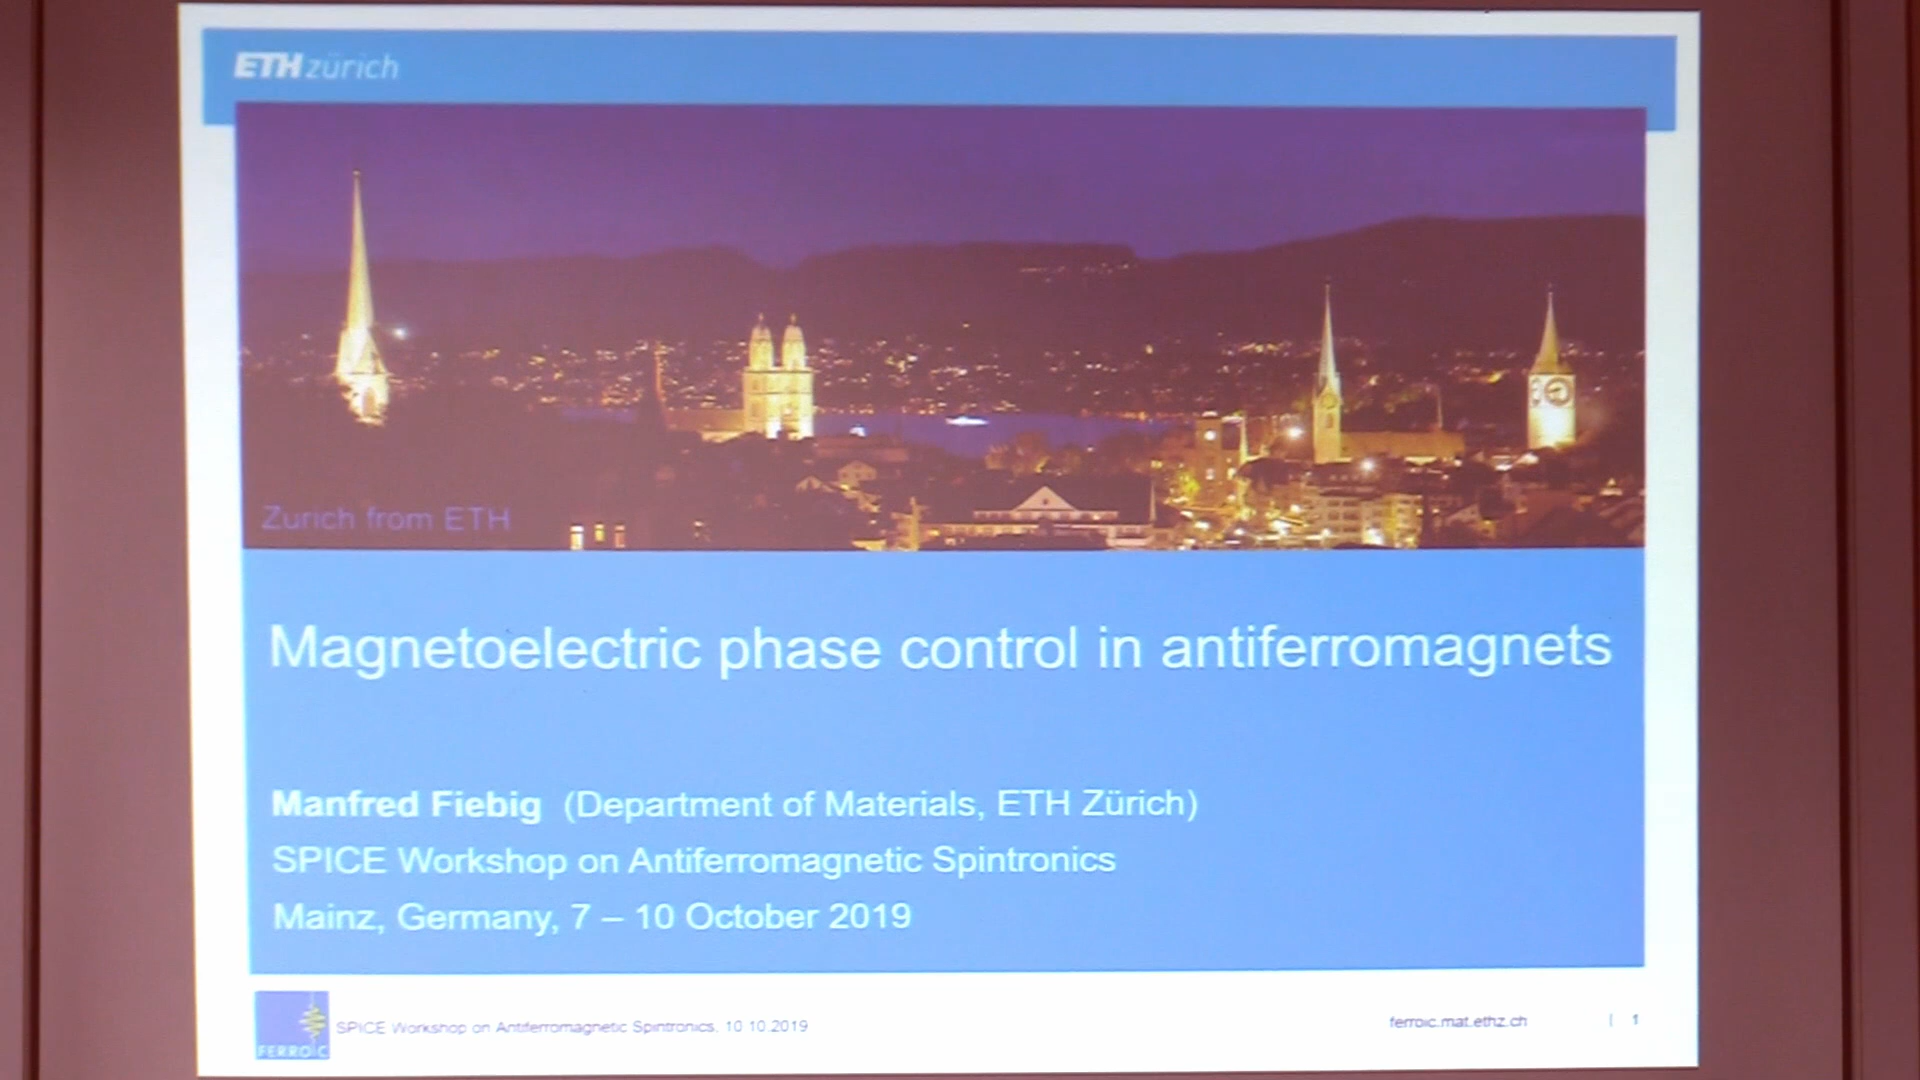 ETH zürich
Zurich from ETH
Magnetoelectric phase control in antiferromagnets
Manfred Fiebig (Department of Materials, ETH Zürich)
SPICE Workshop on Antiferromagnetic Spintronics
Mainz, Germany, 7 – 10 October 2019
FERROIC
SPICE Workshop on Antiferromagnetic Spintronics, 10.10.2019
ferroic.mat.ethz.ch | 1